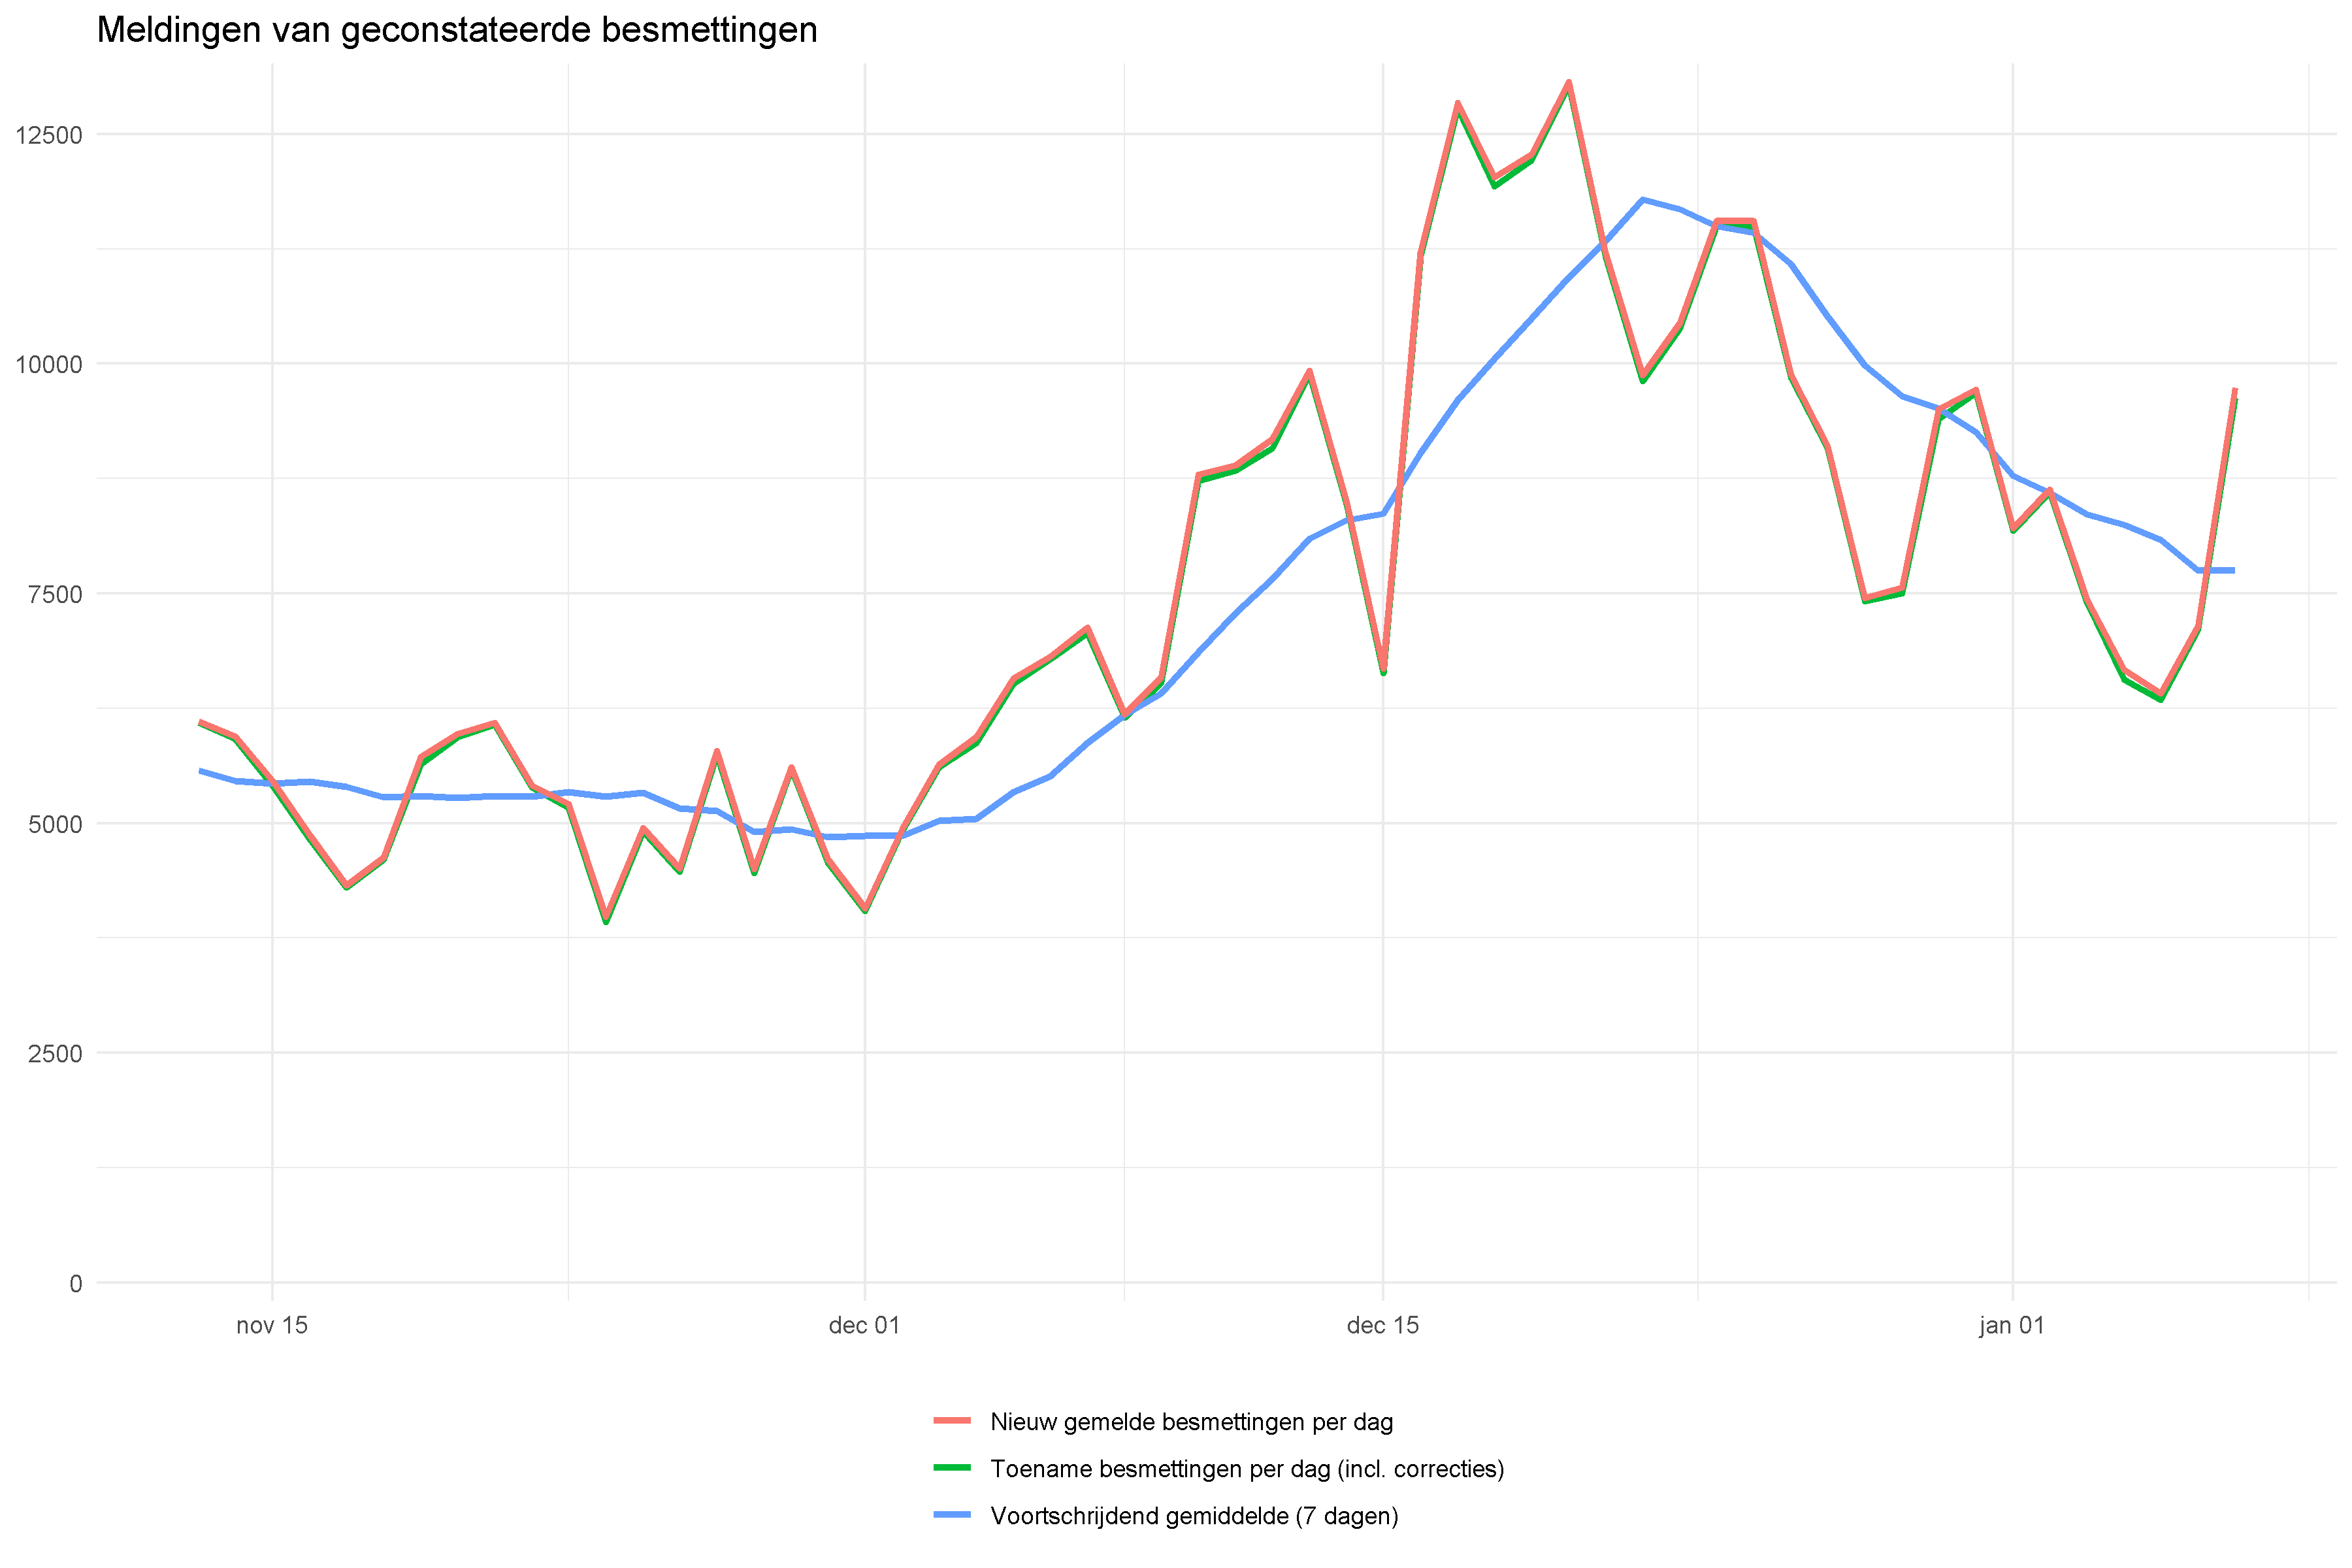 Meldingen van geconstateerde besmettingen
12500
10000
7500
5000
2500
0
nov 15
dec 01
dec 15
jan 01
Nieuw gemelde besmettingen per dag
Toename besmettingen per dag (incl. correcties)
Voortschrijdend gemiddelde (7 dagen)